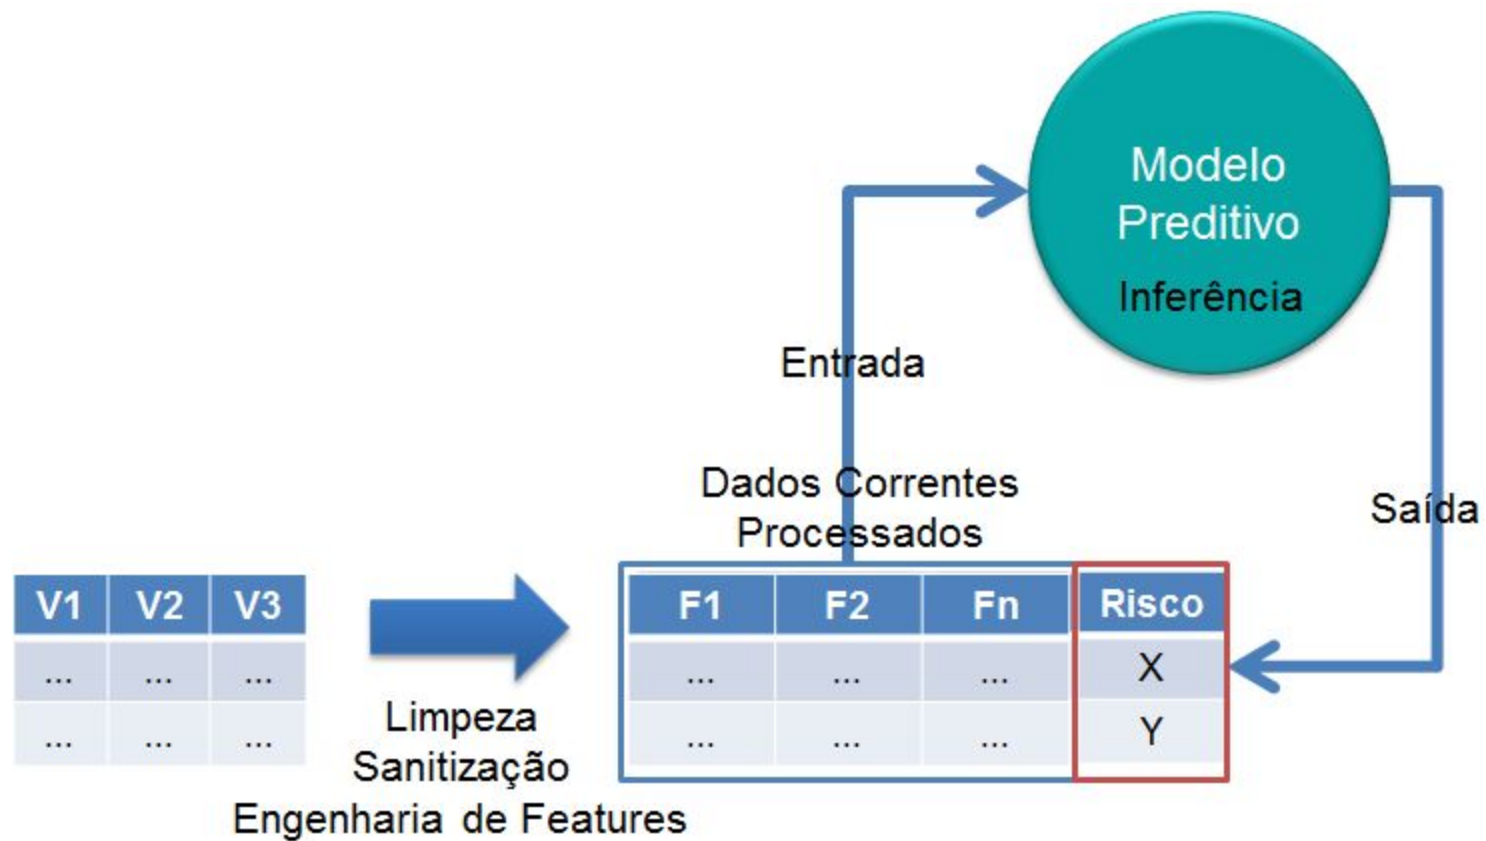 Modelo
Preditivo
Inferência
Entrada
Dados Correntes
Processados
Saída
V1 V2 V3
... ... ...
... ... ...
Limpeza
Sanitização
Engenharia de Features
F1 F2 Fn Risco
... ... ... X
... ... ... Y